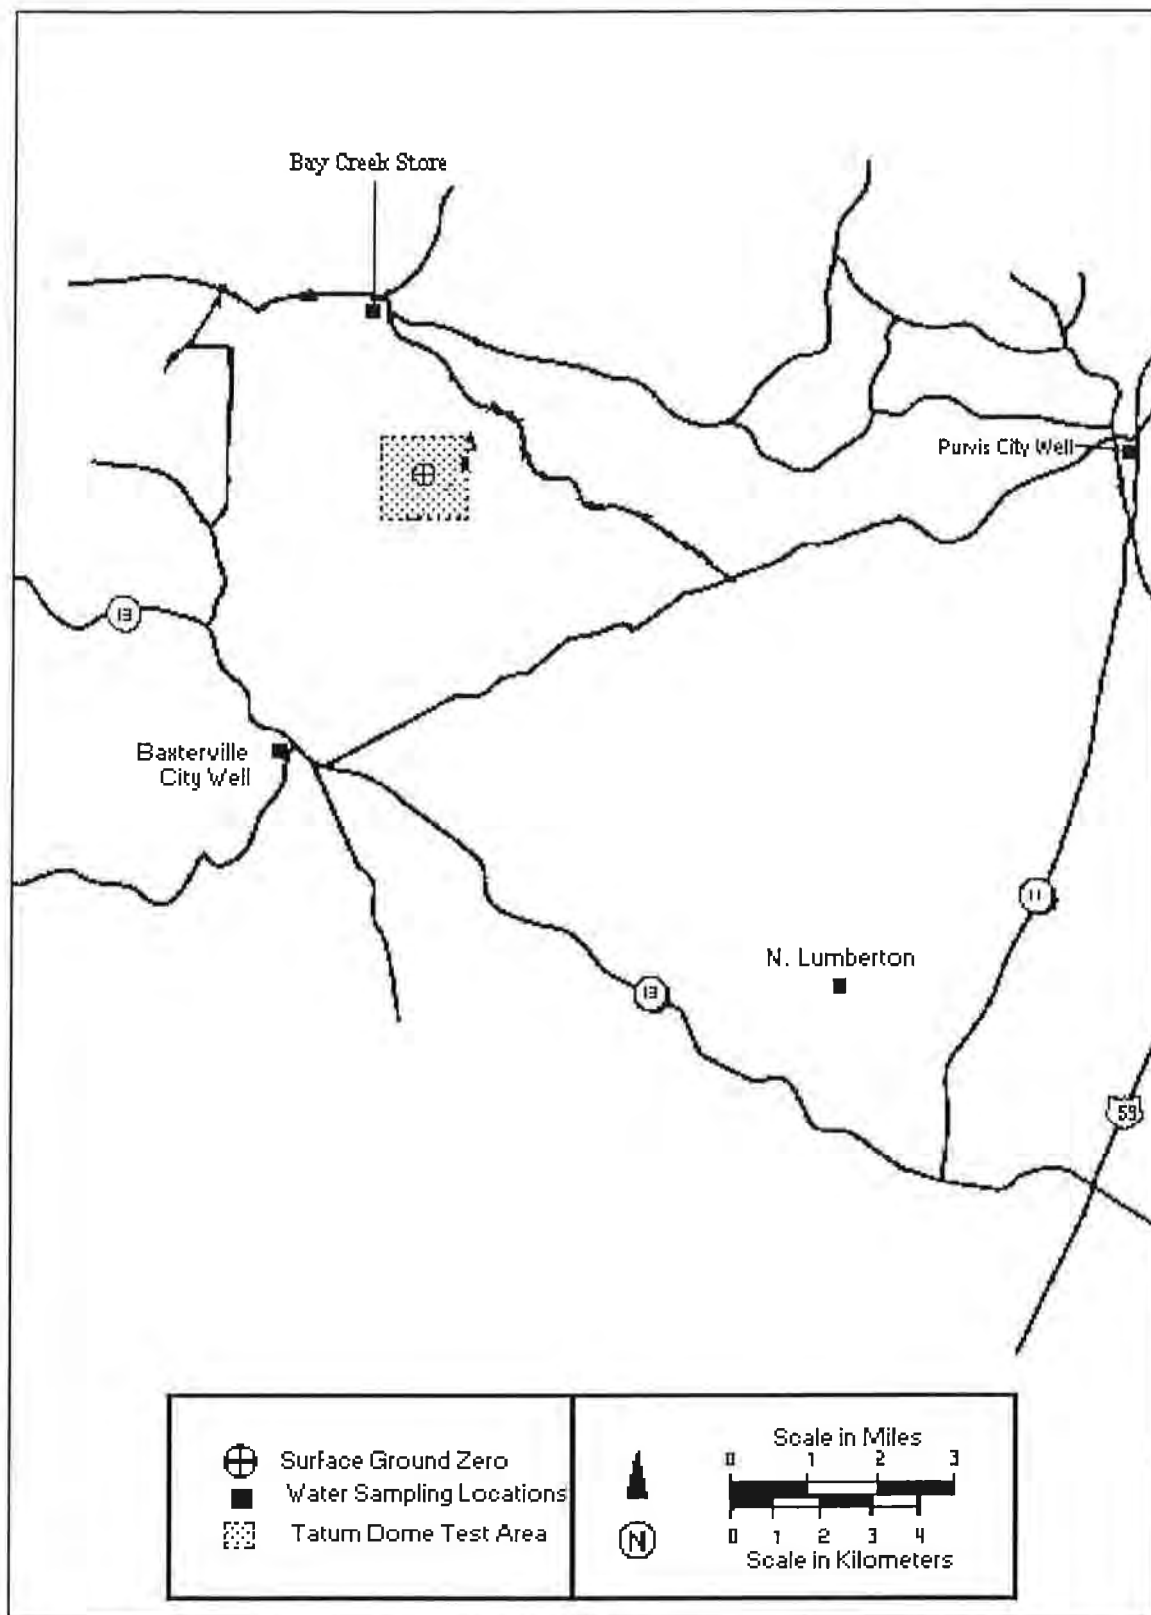 Bay Creek Store
Purvis City Well
13
Baxterville
City Well
11
N. Lumberton
13
59
Surface Ground Zero
Water Sampling Locations
Tatum Dome Test Area
N
Scale in Miles
0 1 2 3
0 1 2 3 4
Scale in Kilometers